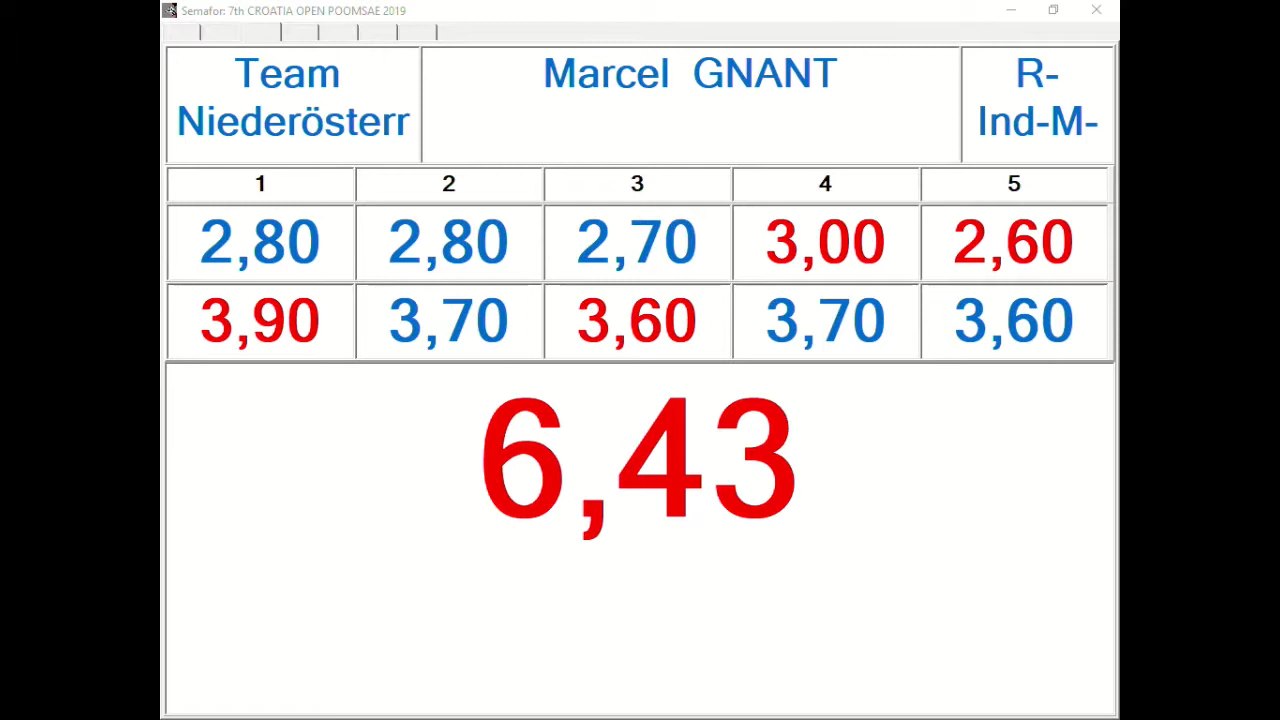 Semafor: 7th CROATIA OPEN POOMSAE 2019
Team Marcel GNANT R-
Niederösterr Ind-M-
1 2 3 4 5
2,80 2,80 2,70 3,00 2,60
3,90 3,70 3,60 3,70 3,60
6,43